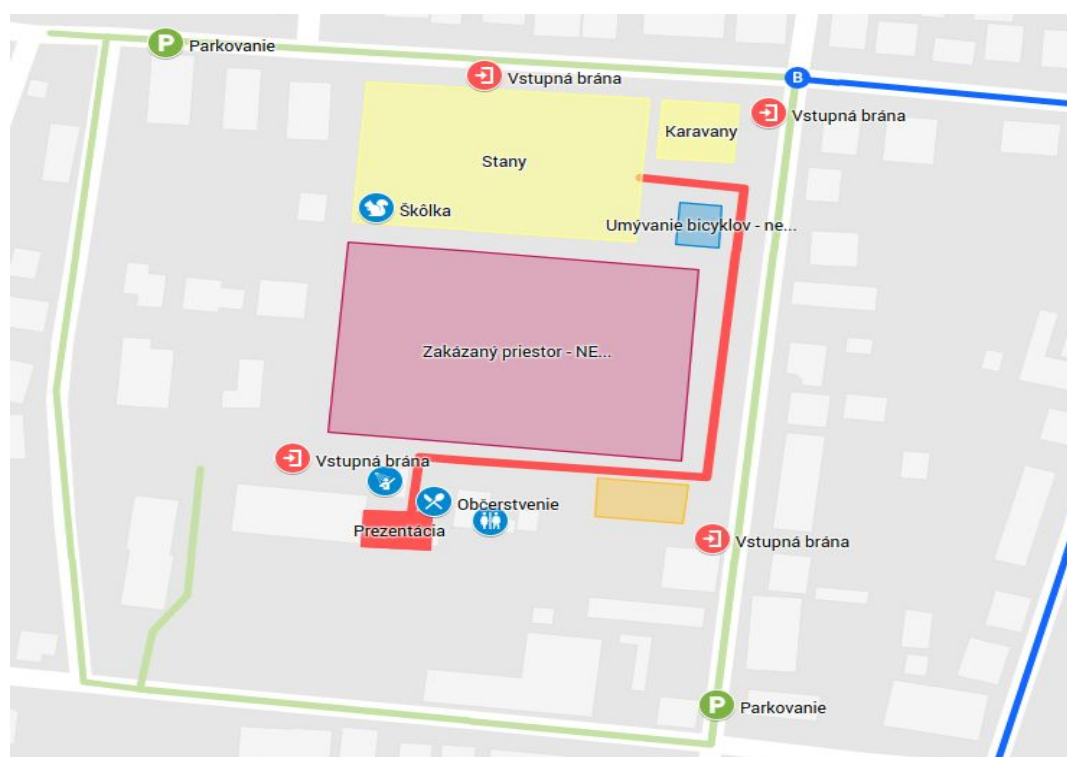 P Parkovanie
Vstupná brána
B
Karavany
Vstupná brána
Stany
Škôlka
Umývanie bicyklov - ne...
Zakázaný priestor - NE...
Vstupná brána
Občerstvenie
Prezentácia
Vstupná brána
P Parkovanie